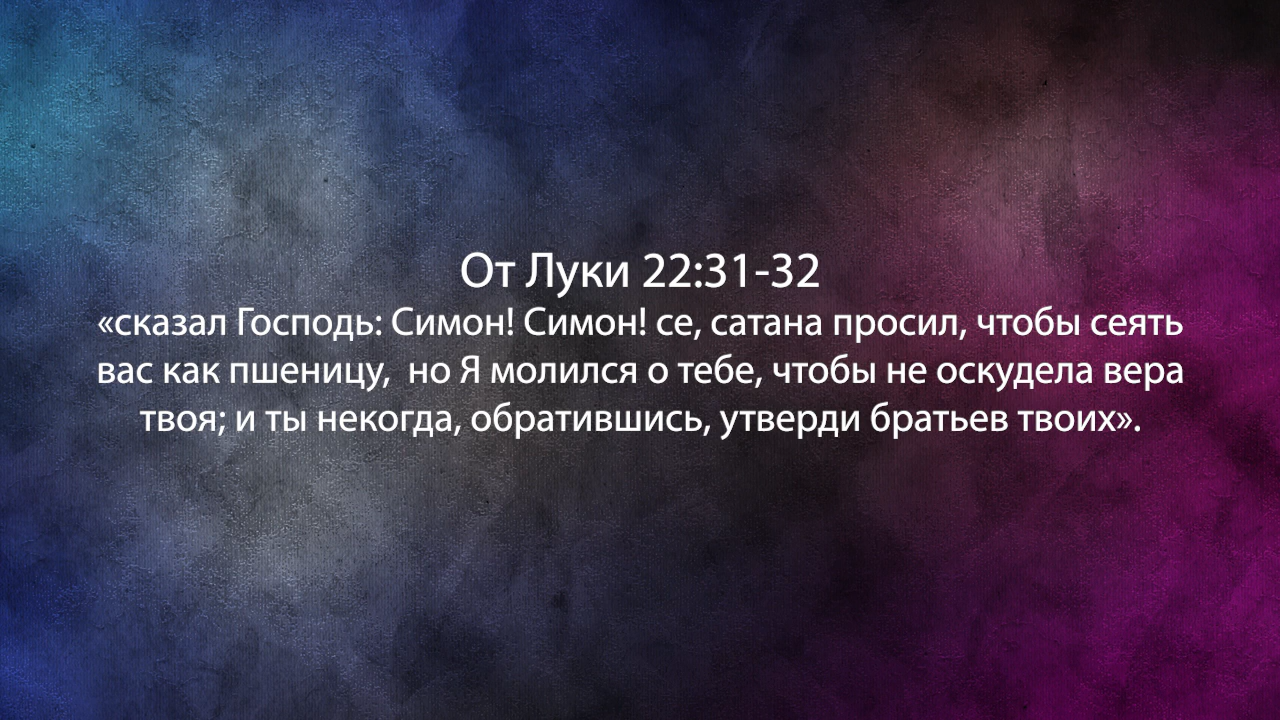 От Луки 22:31-32
«сказал Господь: Симон! Симон! се, сатана просил, чтобы сеять
вас как пшеницу,  но Я молился о тебе, чтобы не оскудела вера
твоя; и ты некогда, обратившись, утверди братьев твоих».